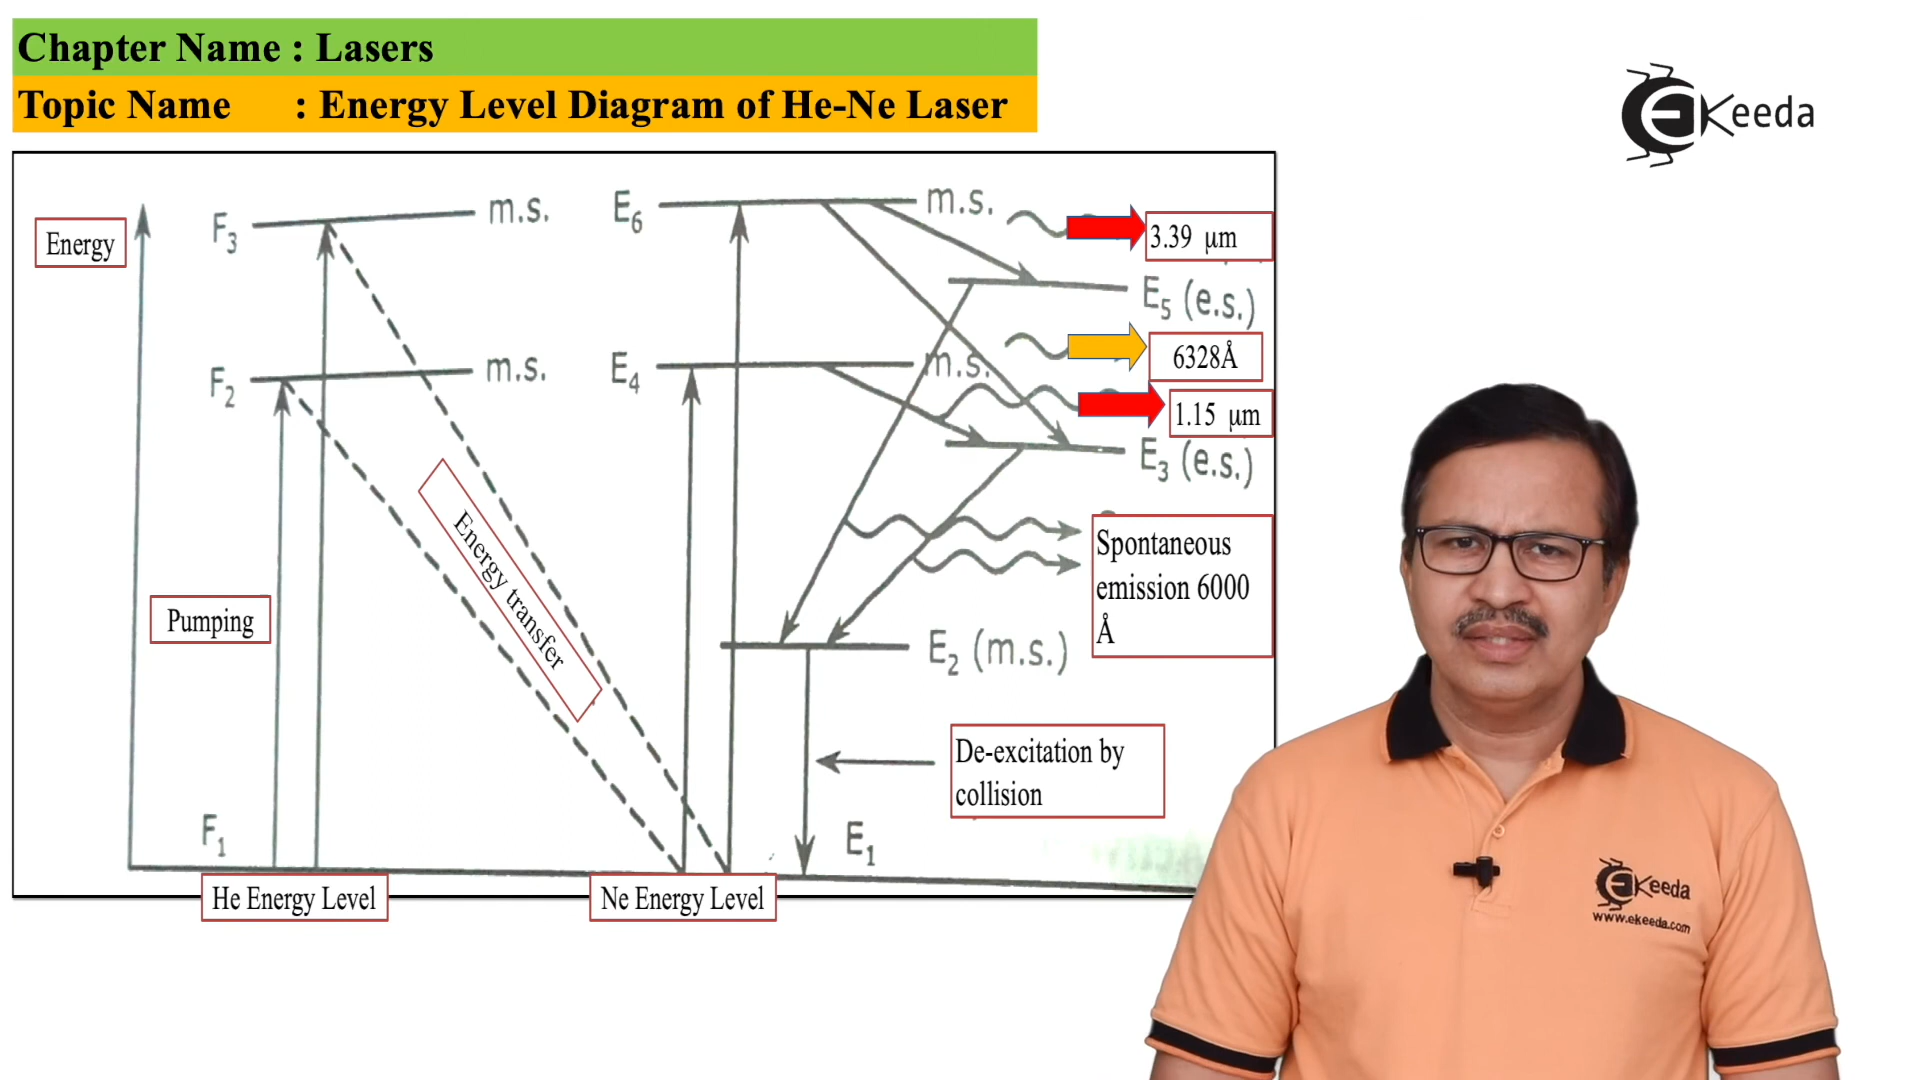 Chapter Name : Lasers
Topic Name : Energy Level Diagram of He-Ne Laser
Keeda
Energy
F3
m.s.
E6
m.s.
3.39 µm
E5 (e.s.)
6328Å
F2
m.s.
E4
m.s.
1.15 µm
E3 (e.s.)
Energy transfer
Spontaneous
emission 6000
Å
Pumping
E2 (m.s.)
De-excitation by
collision
F1
E1
He Energy Level
Ne Energy Level
Keeda
www.ekeeda.com